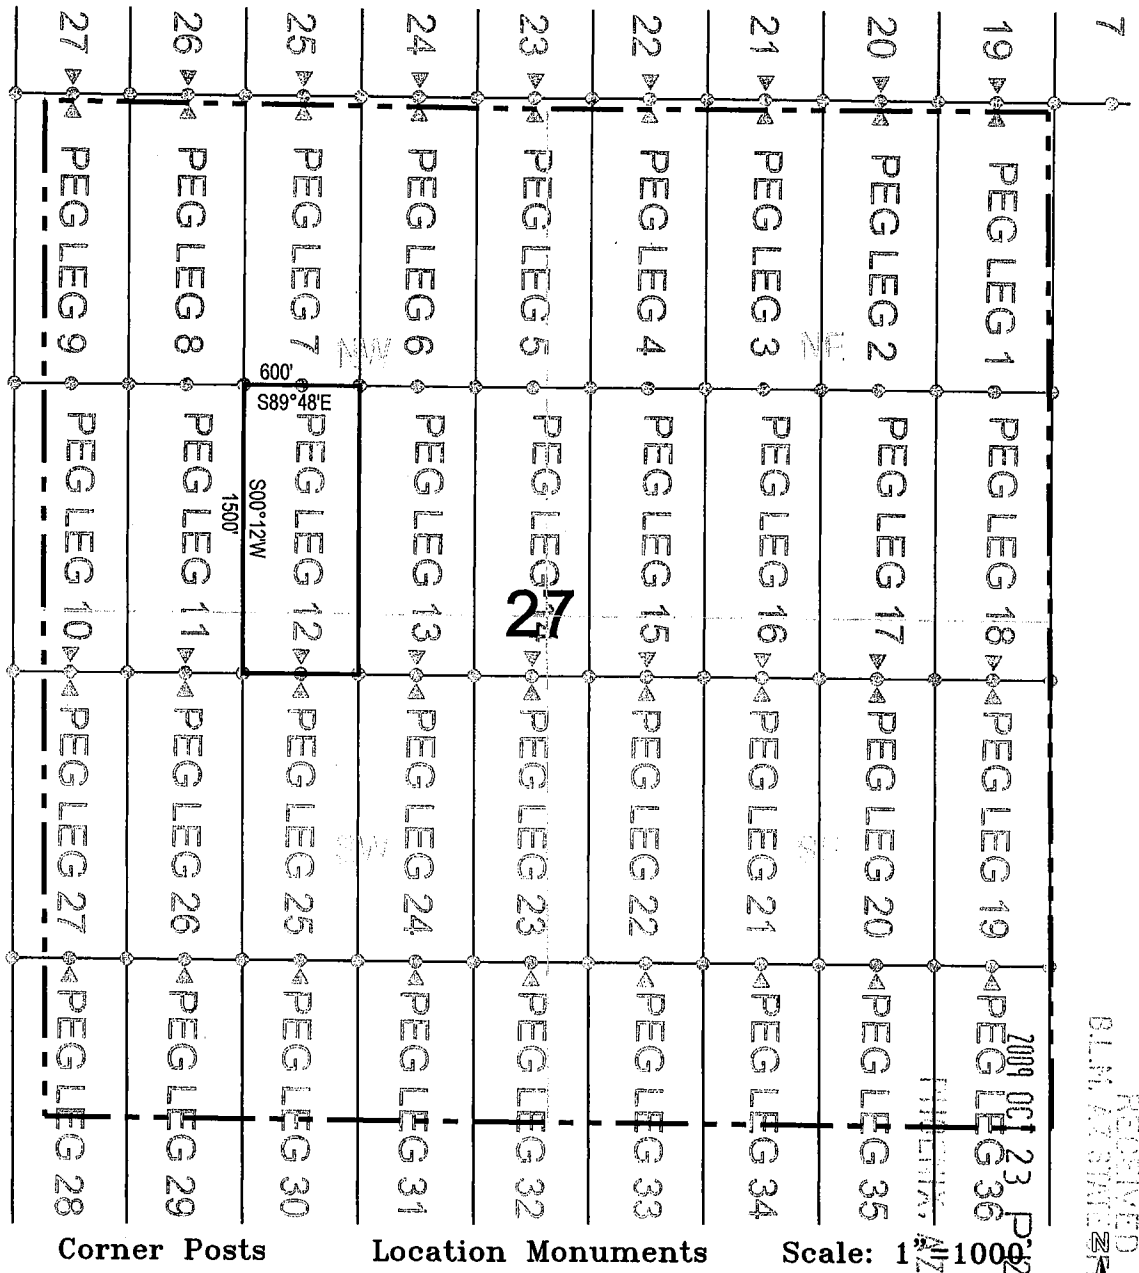 27
26
25
24
23
22
21
20
19
7
PEG LEG 9
PEG LEG 8
PEG LEG 7
PEG LEG 6
PEG LEG 5
PEG LEG 4
PEG LEG 3
PEG LEG 2
PEG LEG 1
NW
NE
600'
S89°48'E
S00°12'W
1500'
PEG LEG 10
PEG LEG 11
PEG LEG 12
PEG LEG 13
PEG LEG 14
PEG LEG 15
PEG LEG 16
PEG LEG 17
PEG LEG 18
27
PEG LEG 27
PEG LEG 26
PEG LEG 25
PEG LEG 24
PEG LEG 23
PEG LEG 22
PEG LEG 21
PEG LEG 20
PEG LEG 19
SW
PEG LEG 28
PEG LEG 29
PEG LEG 30
PEG LEG 31
PEG LEG 32
PEG LEG 33
PEG LEG 34
PEG LEG 35
PEG LEG 36
RECEIVED
B.L.M. AZ STATE
2009 OCT 23 P
Corner Posts
Location Monuments
Scale: 1"=1000'